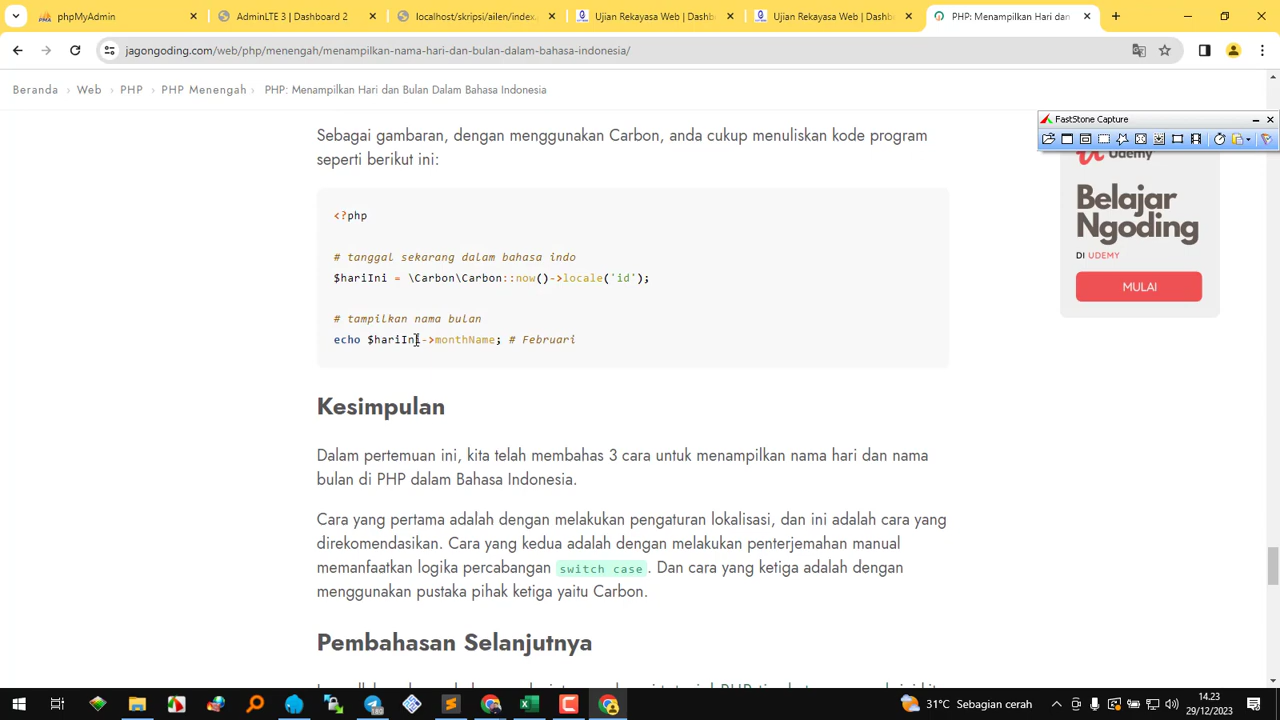 phpMyAdmin
AdminLTE 3 | Dashboard 2
localhost/skripsi/ailen/index.
Ujian Rekayasa Web | Dashb
Ujian Rekayasa Web | Dashb
PHP: Menampilkan Hari dan
jagongoding.com/web/php/menengah/menampilkan-nama-hari-dan-bulan-dalam-bahasa-indonesia/
Beranda › Web › PHP › PHP Menengah › PHP: Menampilkan Hari dan Bulan Dalam Bahasa Indonesia
FastStone Capture
Sebagai gambaran, dengan menggunakan Carbon, anda cukup menuliskan kode program
seperti berikut ini:
<?php
# tanggal sekarang dalam bahasa indo
$hariIni = \Carbon\Carbon::now()->locale('id');
# tampilkan nama bulan
echo $hariIni->monthName; # Februari
Udemy
Belajar
Ngoding
DI UDEMY
MULAI
Kesimpulan
Dalam pertemuan ini, kita telah membahas 3 cara untuk menampilkan nama hari dan nama
bulan di PHP dalam Bahasa Indonesia.
Cara yang pertama adalah dengan melakukan pengaturan lokalisasi, dan ini adalah cara yang
direkomendasikan. Cara yang kedua adalah dengan melakukan penterjemahan manual
memanfaatkan logika percabangan switch case. Dan cara yang ketiga adalah dengan
menggunakan pustaka pihak ketiga yaitu Carbon.
Pembahasan Selanjutnya
31°C Sebagian cerah
14.23
29/12/2023